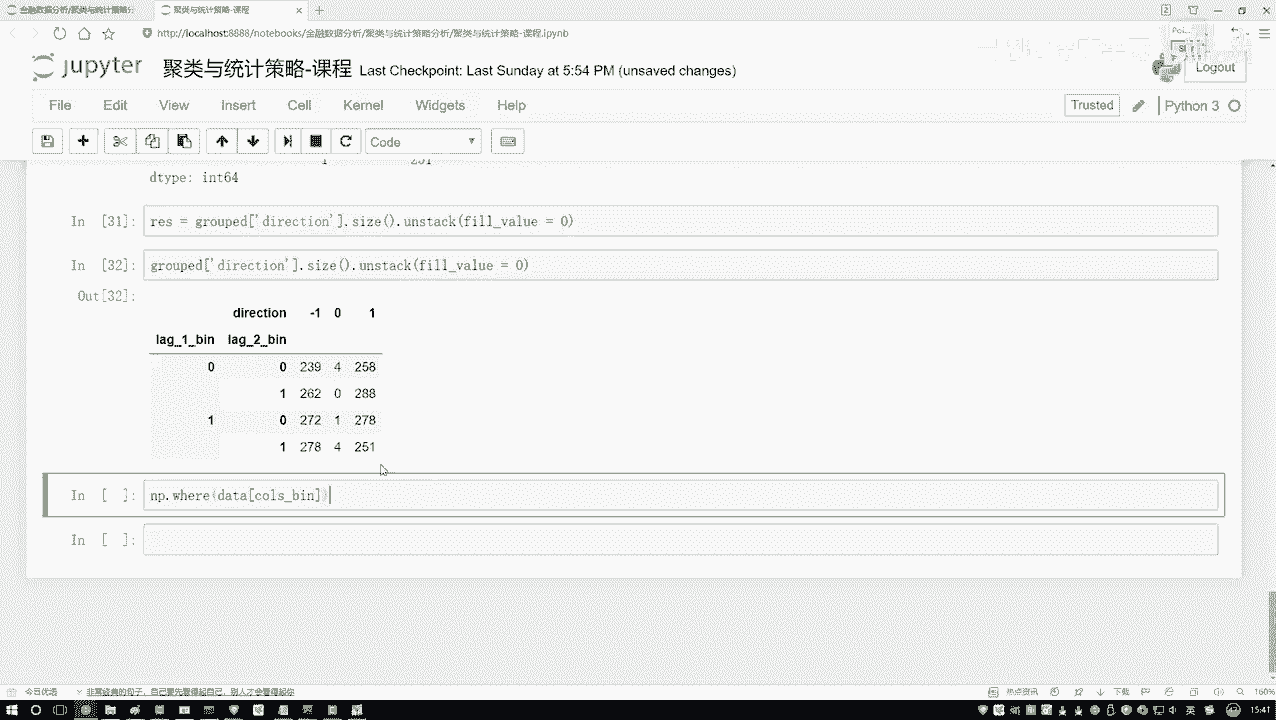 金融数据分析/聚类与统计策略分
聚类与统计策略-课程
http://localhost:8888/notebooks/金融数据分析/聚类与统计策略分析/聚类与统计策略-课程.ipynb
jupyter 聚类与统计策略-课程 Last Checkpoint: Last Sunday at 5:54 PM (unsaved changes)
Logout
File Edit View Insert Cell Kernel Widgets Help
Trusted Python 3
Code
dtype: int64
In [31]: res = grouped['direction'].size().unstack(fill_value = 0)
In [32]: grouped['direction'].size().unstack(fill_value = 0)
Out[32]:
direction -1 0 1
lag_1_bin lag_2_bin
0 0 239 4 258
1 262 0 288
1 0 272 1 278
1 278 4 251
In [ ]: np.where(data[cols_bin])
In [ ]:
今日优选 非常经典的句子，自己要先看得起自己，别人才会看得起你
热点资讯 下载 160%
英 15:41